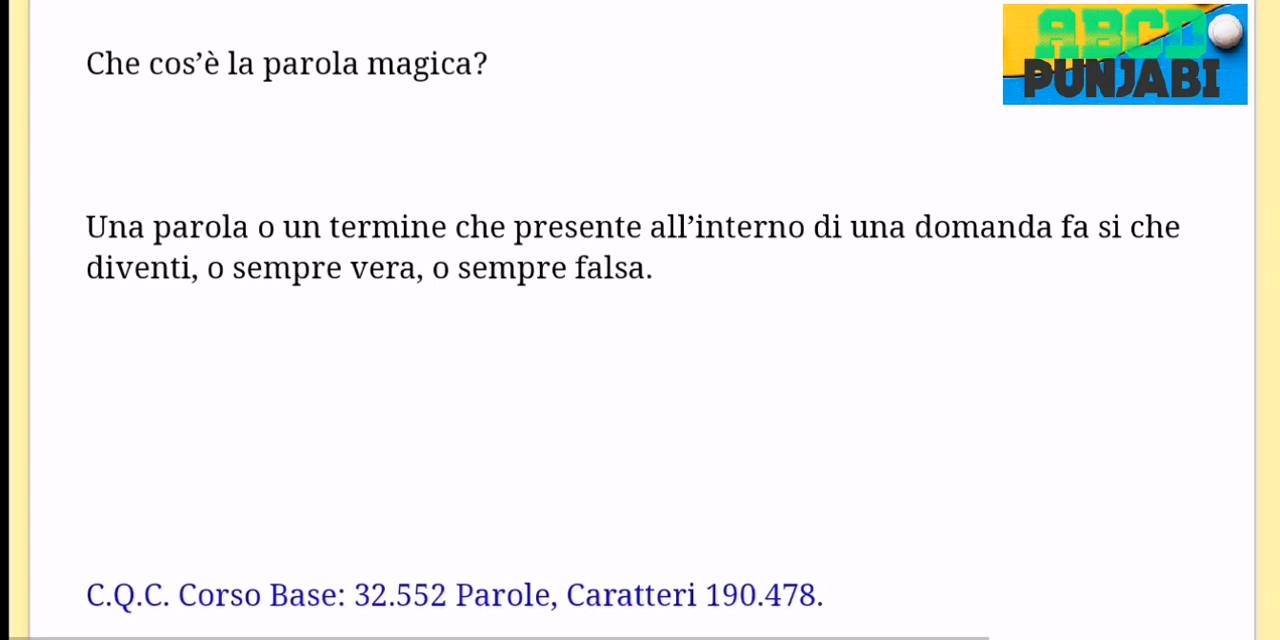 ABCD
PUNJABI
Che cos’è la parola magica?
Una parola o un termine che presente all’interno di una domanda fa si che
diventi, o sempre vera, o sempre falsa.
C.Q.C. Corso Base: 32.552 Parole, Caratteri 190.478.